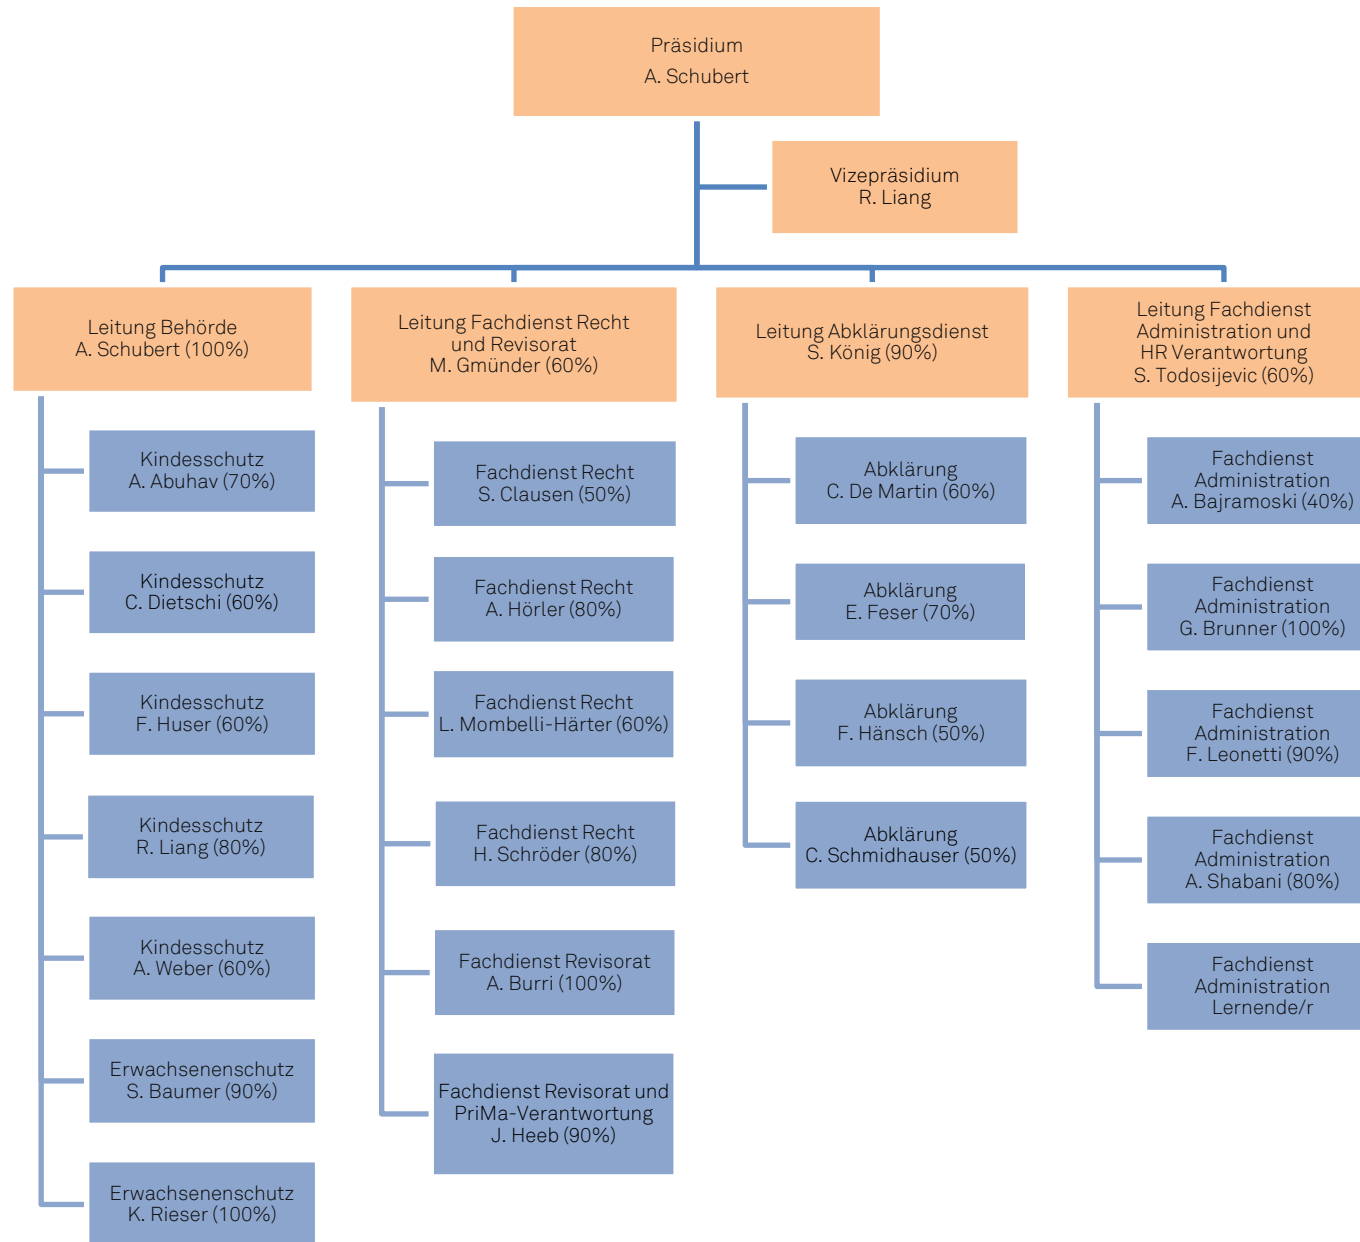 Präsidium
A. Schubert
Vizepräsidium
R. Liang
Leitung Behörde
A. Schubert (100%)
Kindesschutz
A. Abuhav (70%)
Kindesschutz
C. Dietschi (60%)
Kindesschutz
F. Huser (60%)
Kindesschutz
R. Liang (80%)
Kindesschutz
A. Weber (60%)
Erwachsenenschutz
S. Baumer (90%)
Erwachsenenschutz
K. Rieser (100%)
Leitung Fachdienst Recht
und Revisorat
M. Gmünder (60%)
Fachdienst Recht
S. Clausen (50%)
Fachdienst Recht
A. Hörler (80%)
Fachdienst Recht
L. Mombelli-Härter (60%)
Fachdienst Recht
H. Schröder (80%)
Fachdienst Revisorat
A. Burri (100%)
Fachdienst Revisorat und
PriMa-Verantwortung
J. Heeb (90%)
Leitung Abklärungsdienst
S. König (90%)
Abklärung
C. De Martin (60%)
Abklärung
E. Feser (70%)
Abklärung
F. Hänsch (50%)
Abklärung
C. Schmidhauser (50%)
Leitung Fachdienst
Administration und
HR Verantwortung
S. Todosijevic (60%)
Fachdienst
Administration
A. Bajramoski (40%)
Fachdienst
Administration
G. Brunner (100%)
Fachdienst
Administration
F. Leonetti (90%)
Fachdienst
Administration
A. Shabani (80%)
Fachdienst
Administration
Lernende/r